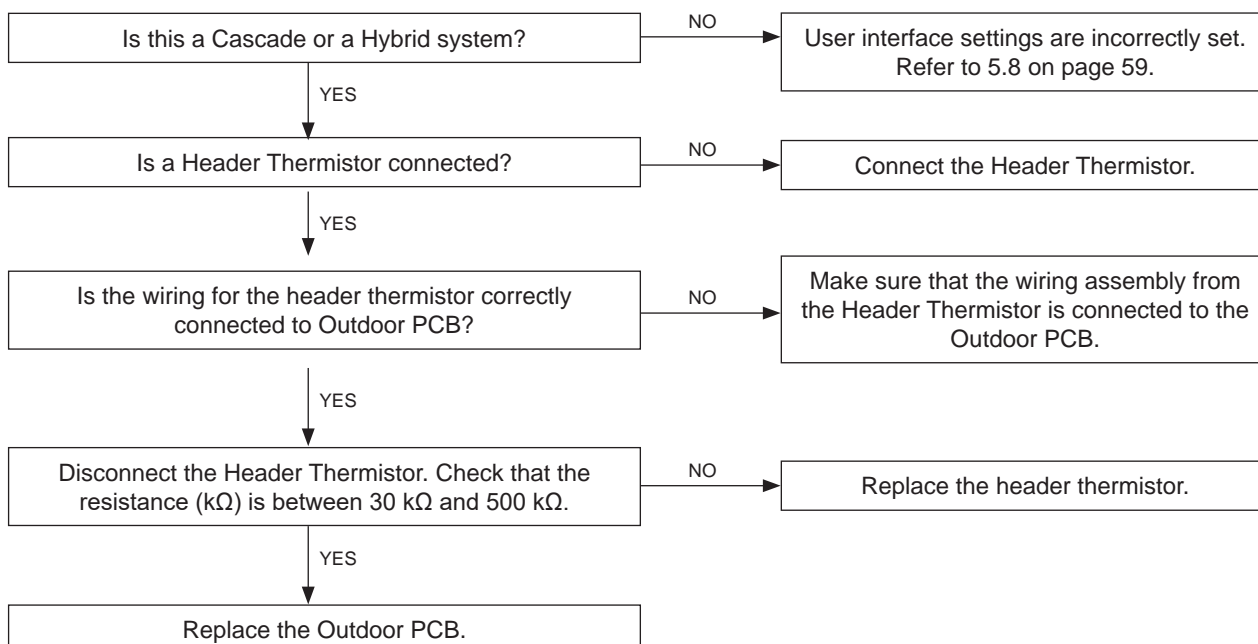 Is this a Cascade or a Hybrid system?
NO
User interface settings are incorrectly set.
Refer to 5.8 on page 59.
YES
Is a Header Thermistor connected?
NO
Connect the Header Thermistor.
YES
Is the wiring for the header thermistor correctly
connected to Outdoor PCB?
NO
Make sure that the wiring assembly from
the Header Thermistor is connected to the
Outdoor PCB.
YES
Disconnect the Header Thermistor. Check that the
resistance (kΩ) is between 30 kΩ and 500 kΩ.
NO
Replace the header thermistor.
YES
Replace the Outdoor PCB.